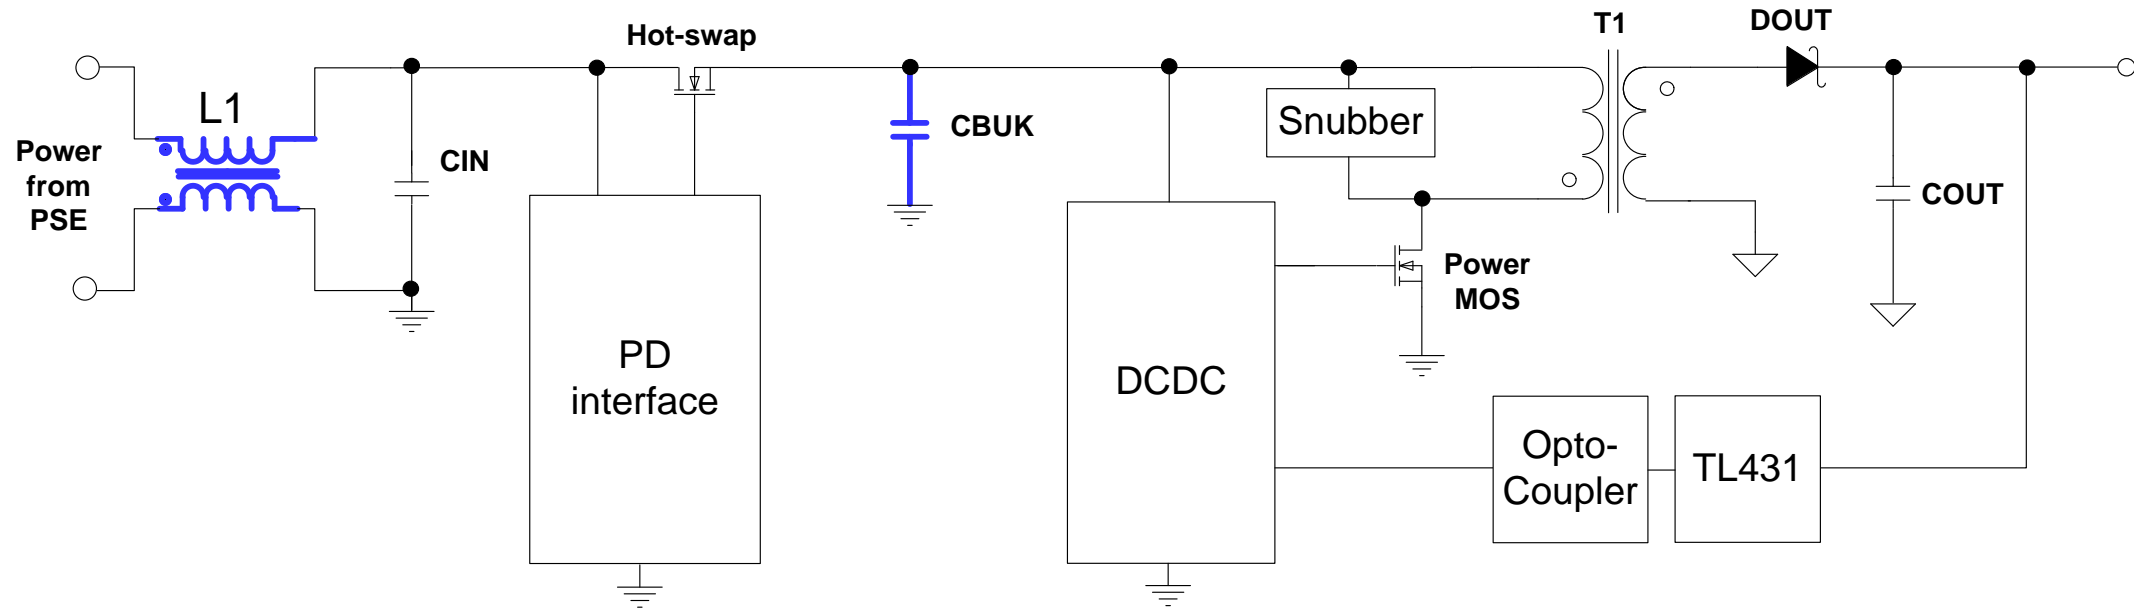 Hot-swap
T1
DOUT
L1
Power
from
PSE
CIN
CBUK
Snubber
COUT
Power
MOS
PD
interface
DCDC
Opto-
Coupler
TL431